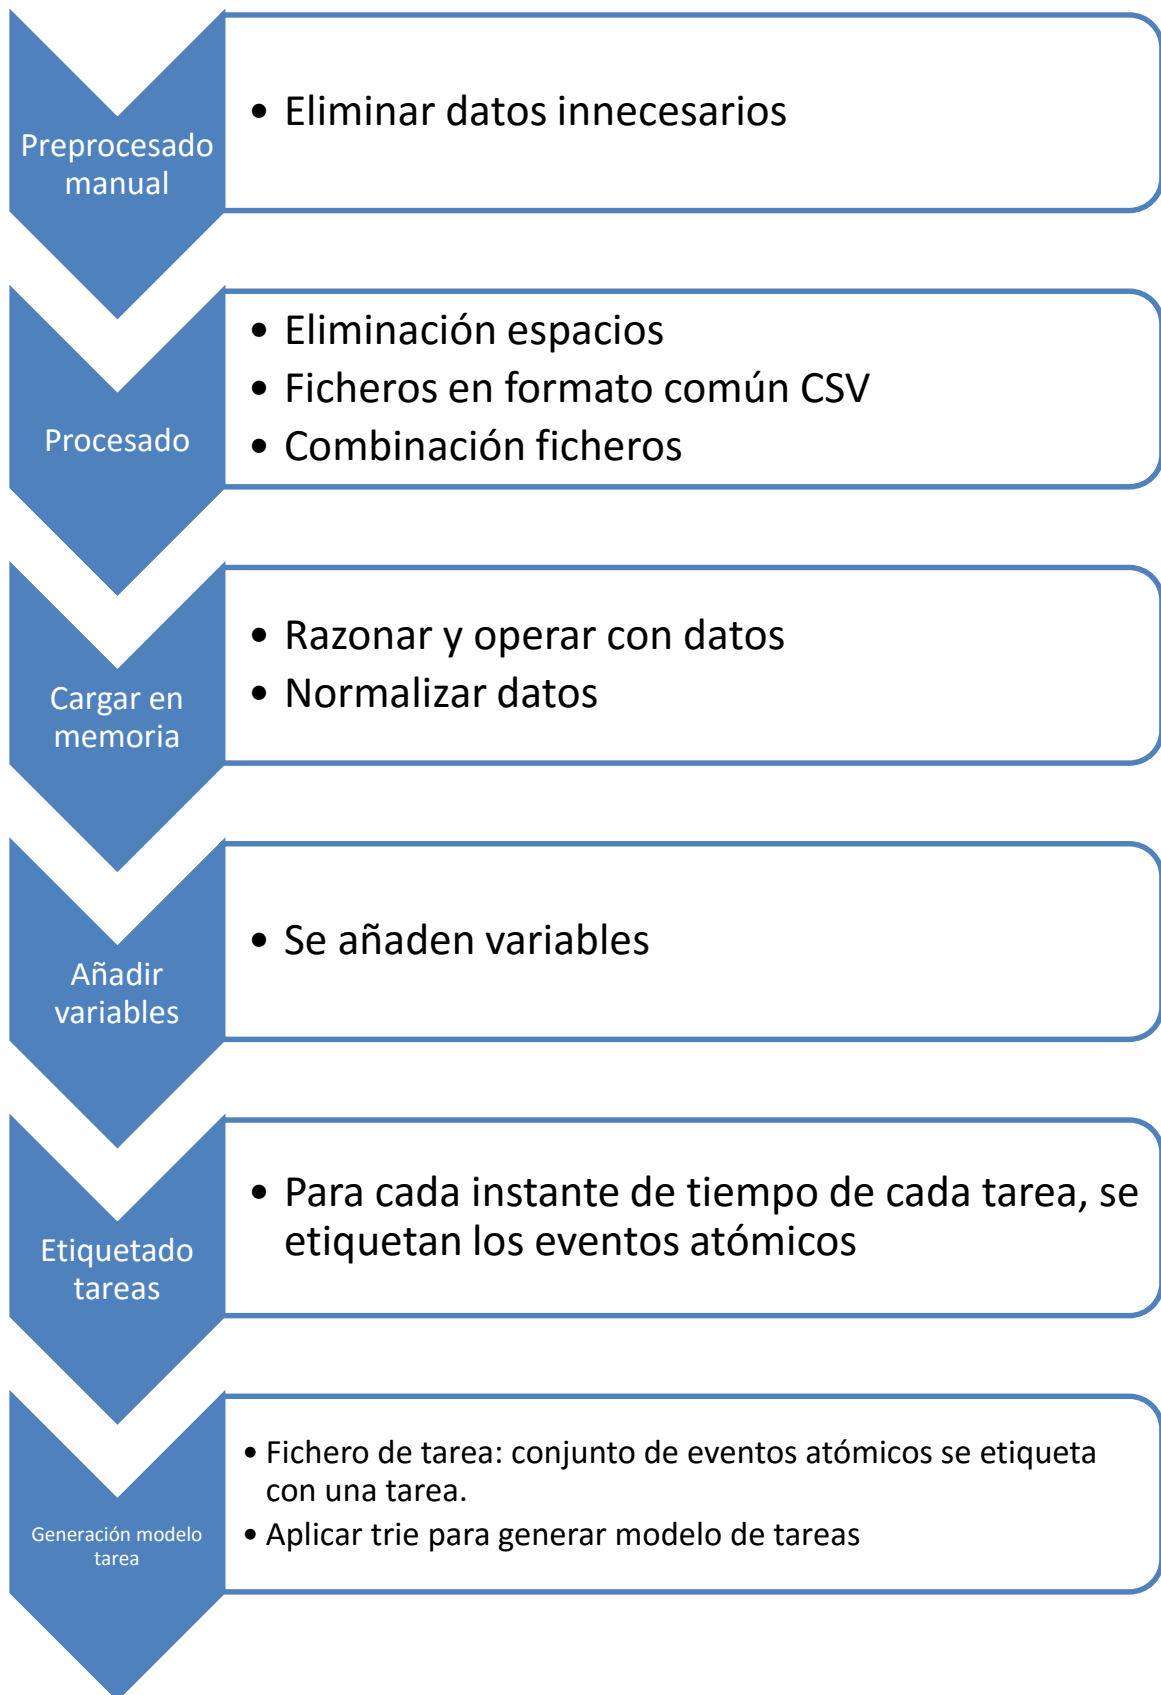 Preprocesado
manual
• Eliminar datos innecesarios
Procesado
• Eliminación espacios
• Ficheros en formato común CSV
• Combinación ficheros
Cargar en
memoria
• Razonar y operar con datos
• Normalizar datos
Añadir
variables
• Se añaden variables
Etiquetado
tareas
• Para cada instante de tiempo de cada tarea, se
etiquetan los eventos atómicos
Generación modelo
tarea
• Fichero de tarea: conjunto de eventos atómicos se etiqueta
con una tarea.
• Aplicar trie para generar modelo de tareas